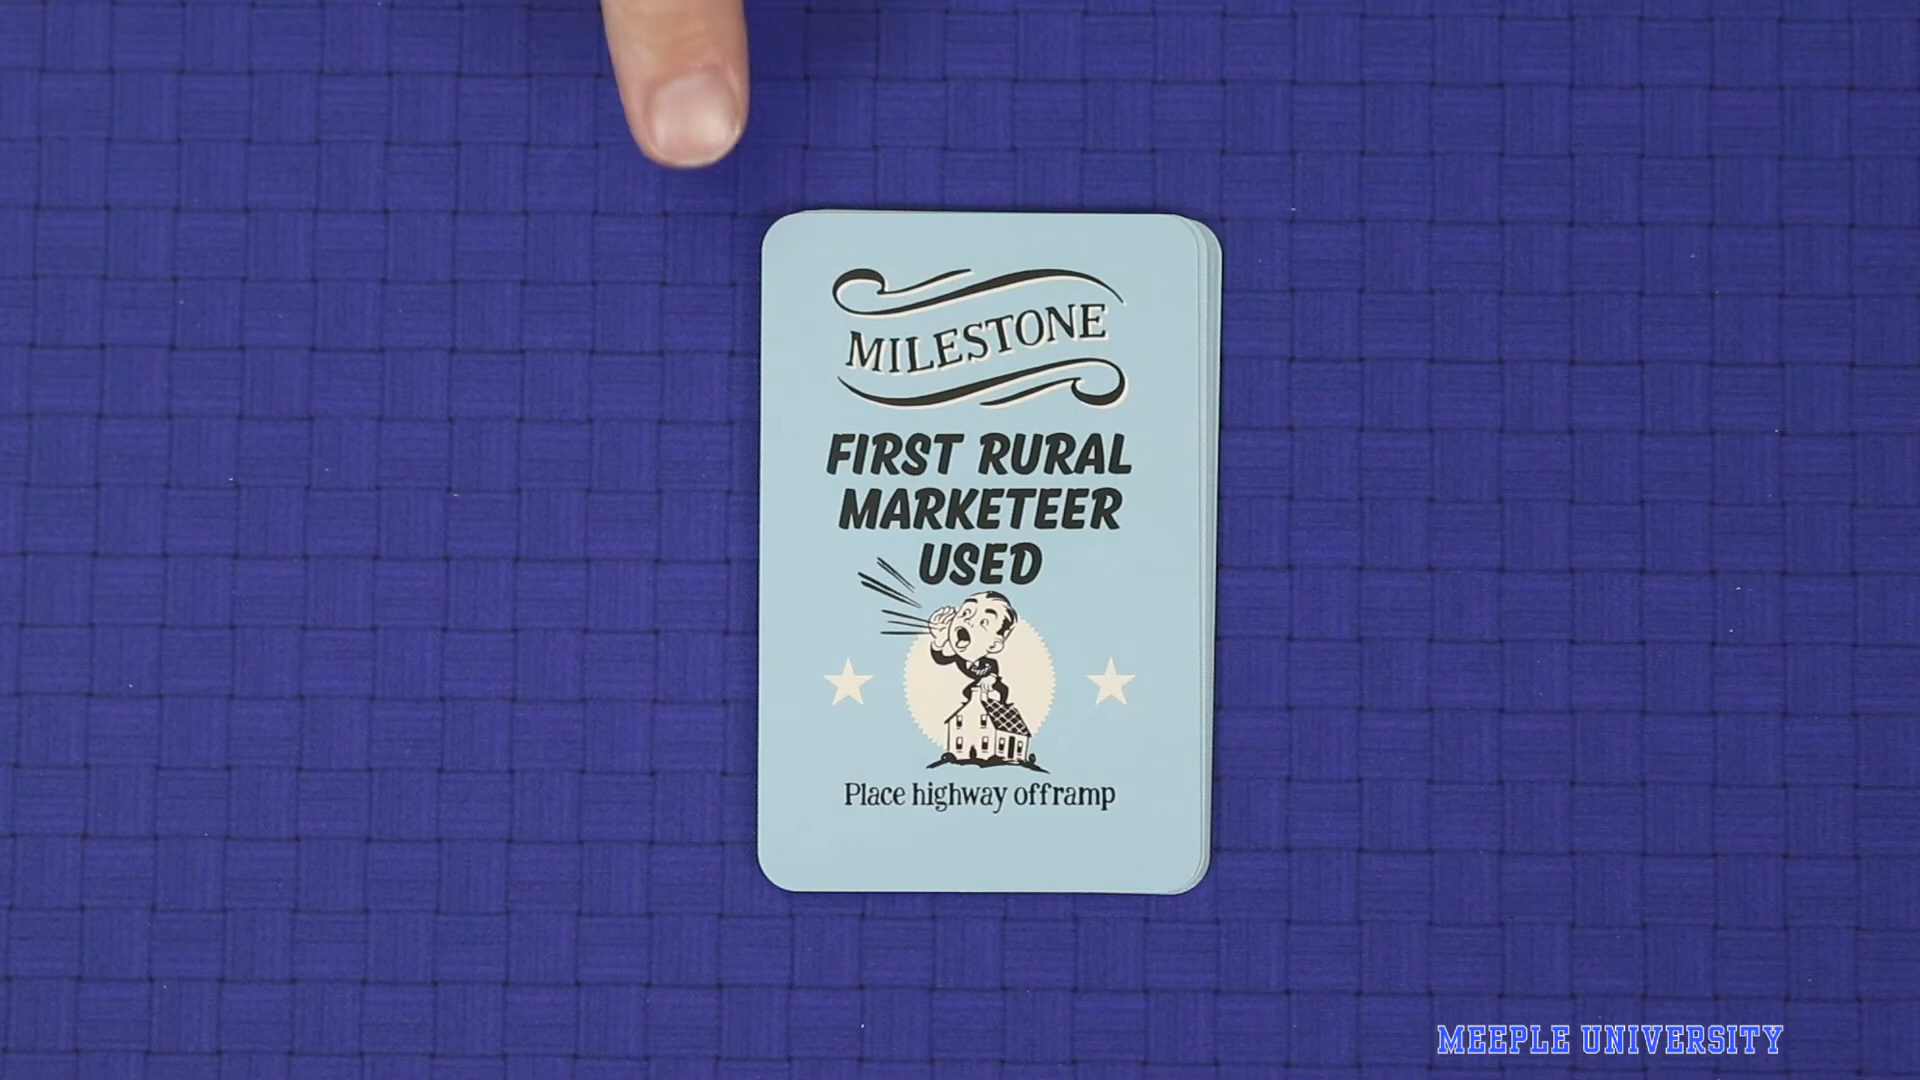 MILESTONE
FIRST RURAL
MARKETEER
USED
Place highway offramp
MEEPLE UNIVERSITY